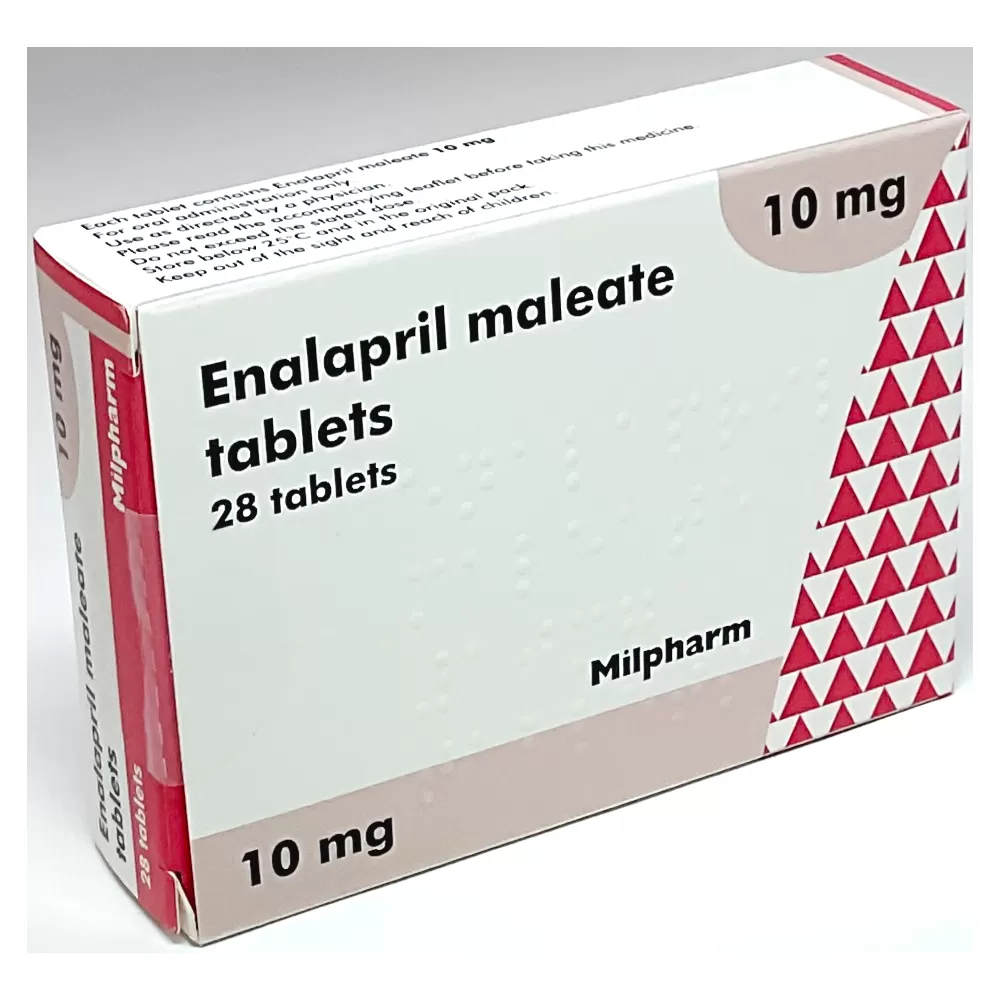 Each tablet contains Enalapril maleate 10 mg
For oral administration only
Use as directed by a physician.
Please read the accompanying leaflet before taking this medicine
Do not exceed the stated dose
Store below 25°C and in the original pack
Keep out of the sight and reach of children.
10 mg
Enalapril maleate
tablets
28 tablets
Milpharm
10 mg
10 mg
Milpharm
Enalapril maleate
tablets
28 tablets